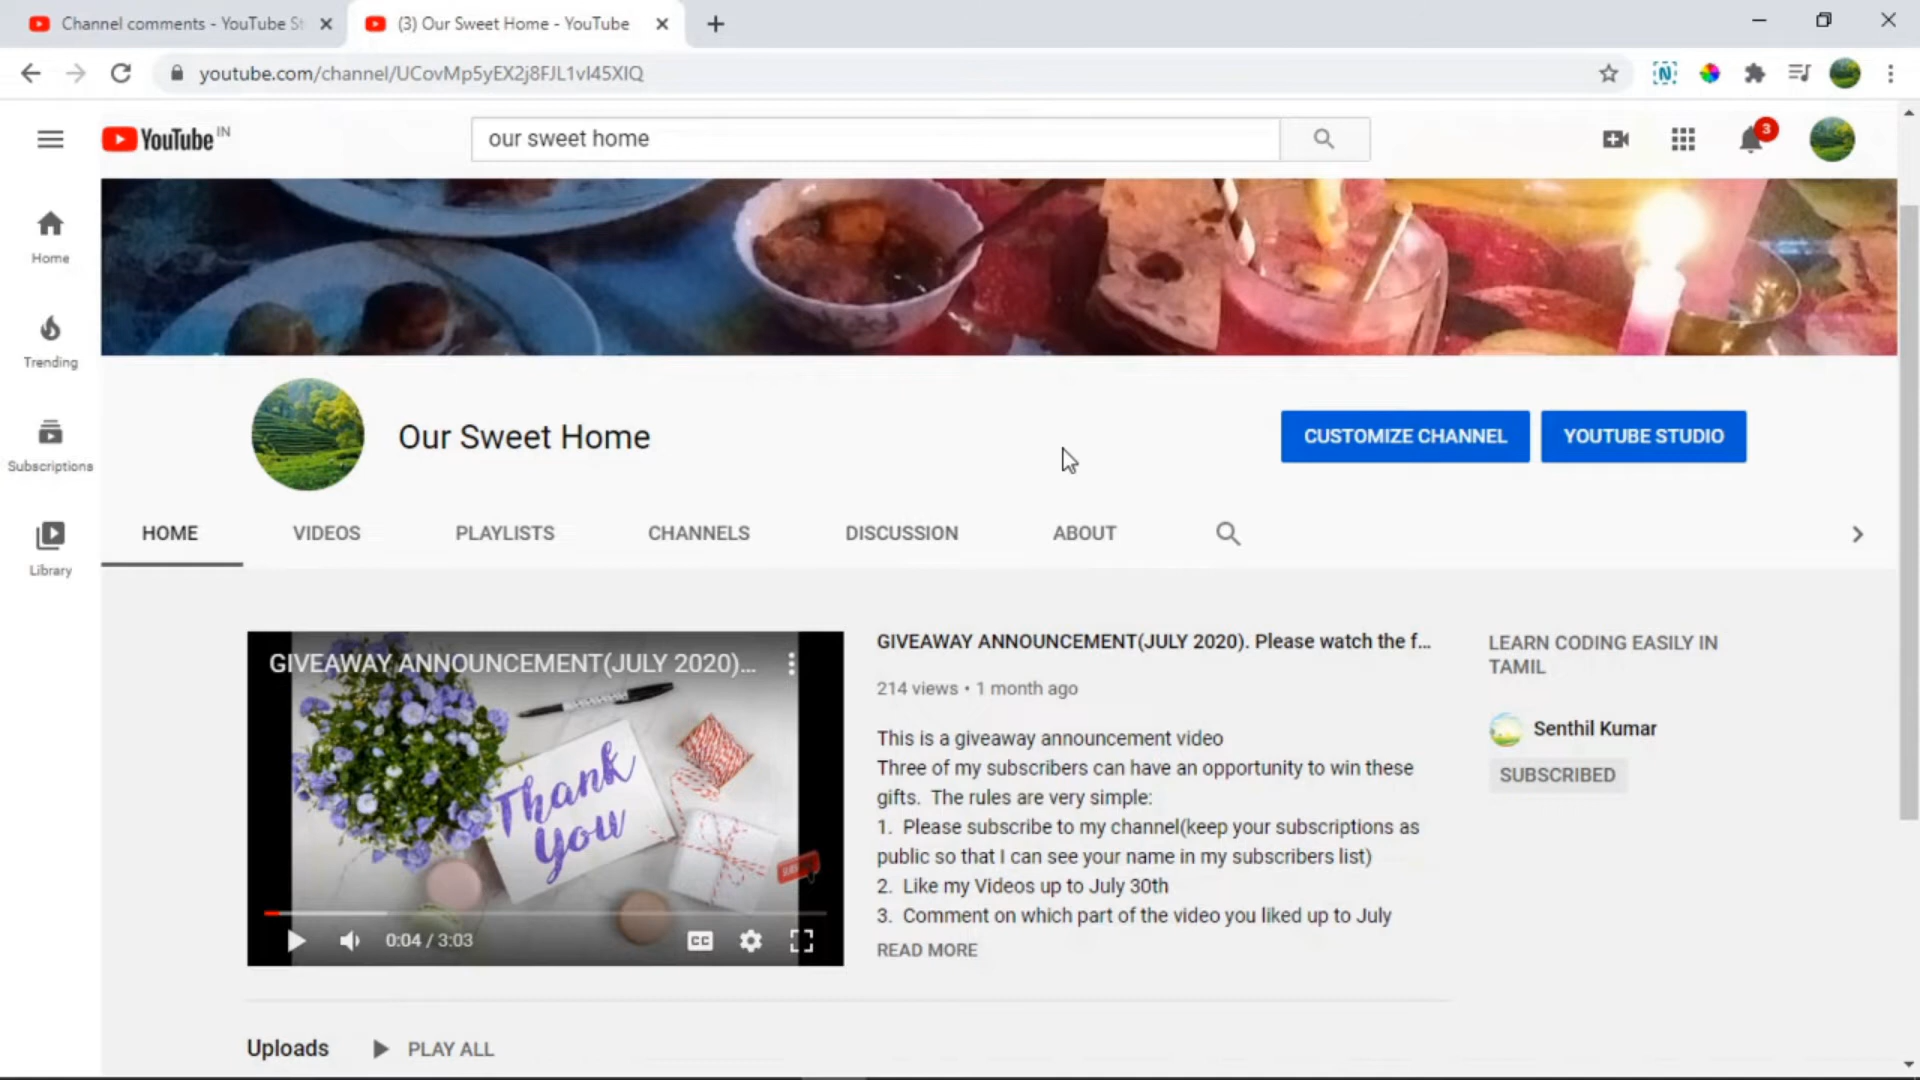 Channel comments - YouTube St
(3) Our Sweet Home - YouTube
youtube.com/channel/UCovMp5yEX2j8FJL1vI45XIQ
YouTube IN
our sweet home
3
Home
Trending
Subscriptions
Library
Our Sweet Home
CUSTOMIZE CHANNEL
YOUTUBE STUDIO
HOME
VIDEOS
PLAYLISTS
CHANNELS
DISCUSSION
ABOUT
GIVEAWAY ANNOUNCEMENT(JULY 2020)...
Thank
You
CC
0:04 / 3:03
GIVEAWAY ANNOUNCEMENT(JULY 2020). Please watch the f...
214 views • 1 month ago
This is a giveaway announcement video
Three of my subscribers can have an opportunity to win these
gifts. The rules are very simple:
1. Please subscribe to my channel(keep your subscriptions as
public so that I can see your name in my subscribers list)
2. Like my Videos up to July 30th
3. Comment on which part of the video you liked up to July
READ MORE
LEARN CODING EASILY IN
TAMIL
Senthil Kumar
SUBSCRIBED
Uploads
PLAY ALL